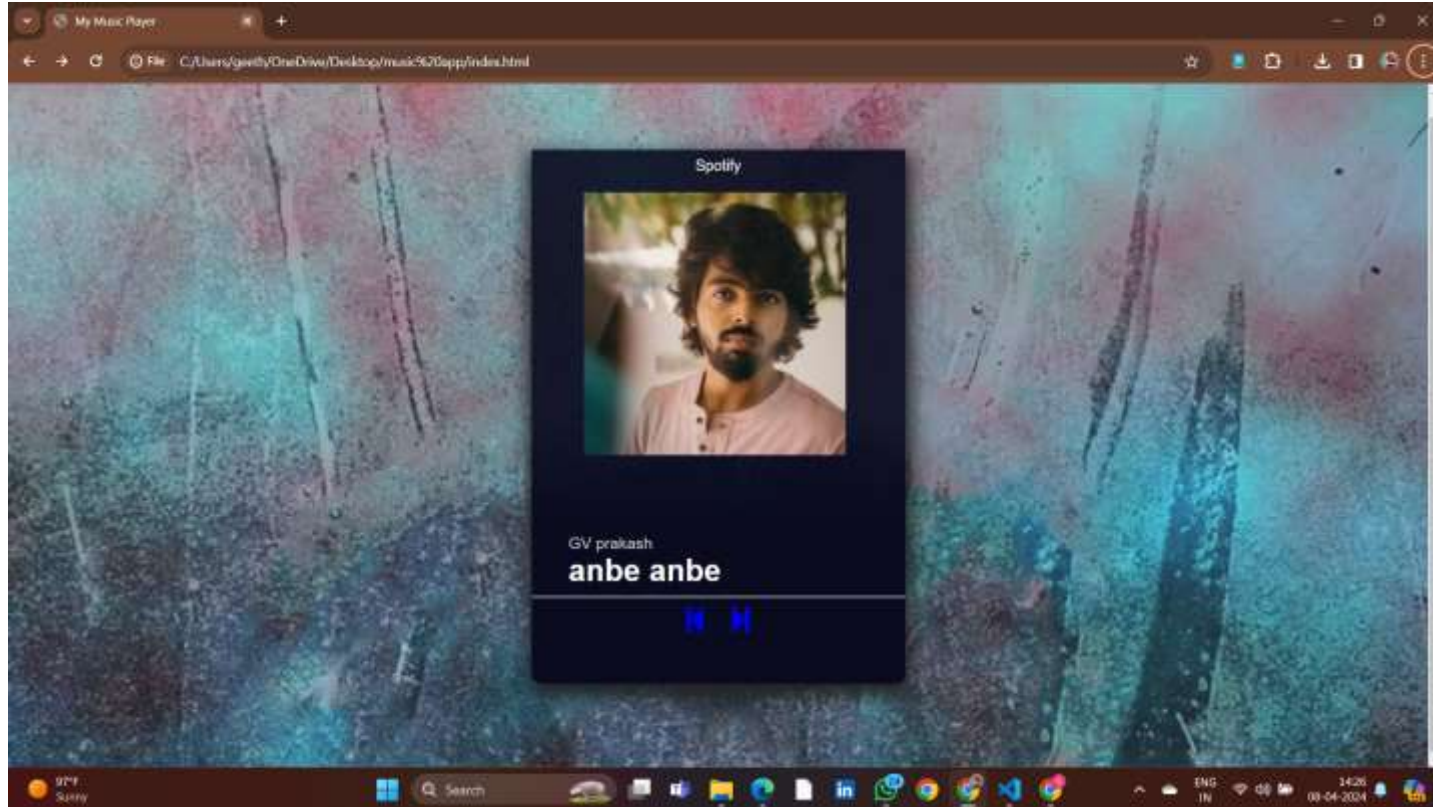 My Music Player
File C:/Users/geeth/OneDrive/Desktop/music%20app/index.html
Spotify
GV prakash
anbe anbe
97°F
Sunny
Search
ENG
IN
14:26
08-04-2024